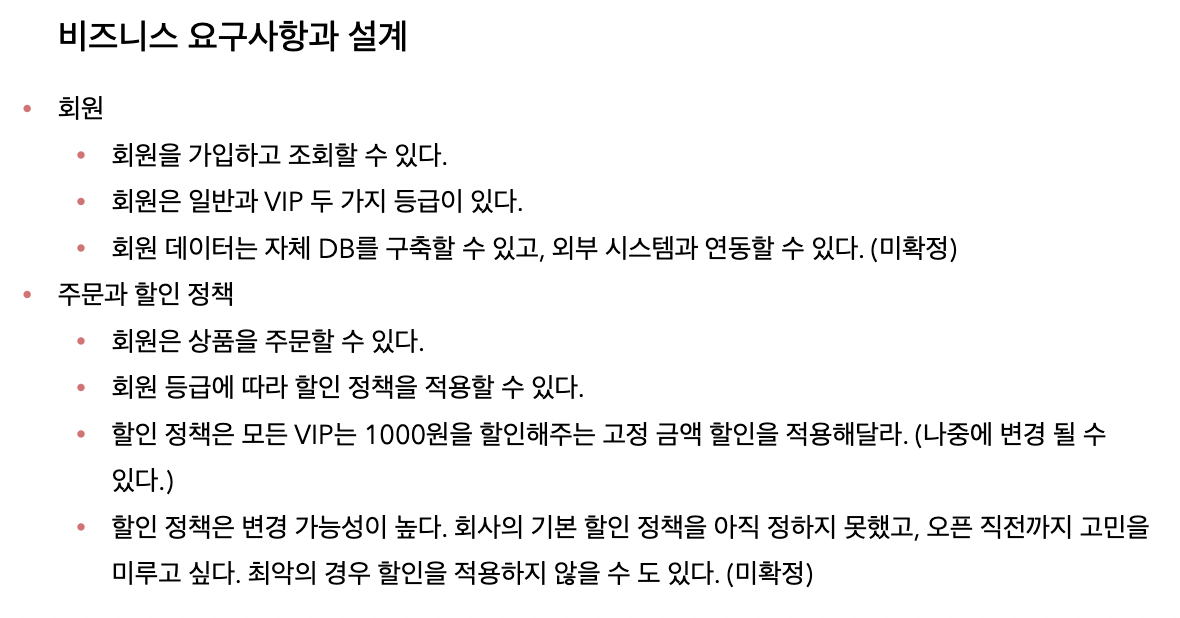 비즈니스 요구사항과 설계
• 회원
• 회원을 가입하고 조회할 수 있다.
• 회원은 일반과 VIP 두 가지 등급이 있다.
• 회원 데이터는 자체 DB를 구축할 수 있고, 외부 시스템과 연동할 수 있다. (미확정)
• 주문과 할인 정책
• 회원은 상품을 주문할 수 있다.
• 회원 등급에 따라 할인 정책을 적용할 수 있다.
• 할인 정책은 모든 VIP는 1000원을 할인해주는 고정 금액 할인을 적용해달라. (나중에 변경 될 수
있다.)
• 할인 정책은 변경 가능성이 높다. 회사의 기본 할인 정책을 아직 정하지 못했고, 오픈 직전까지 고민을
미루고 싶다. 최악의 경우 할인을 적용하지 않을 수 도 있다. (미확정)